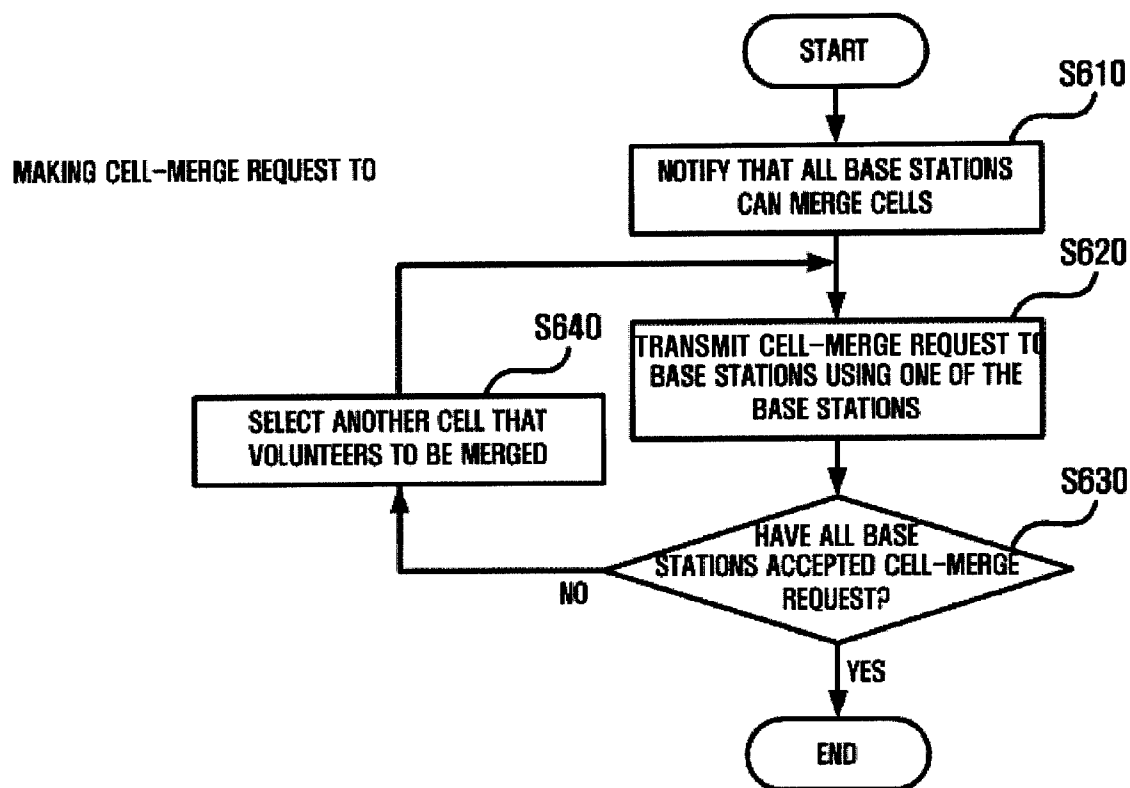 START
S610
MAKING CELL-MERGE REQUEST TO
NOTIFY THAT ALL BASE STATIONS
CAN MERGE CELLS
S620
TRANSMIT CELL-MERGE REQUEST TO
BASE STATIONS USING ONE OF THE
BASE STATIONS
S640
SELECT ANOTHER CELL THAT
VOLUNTEERS TO BE MERGED
S630
HAVE ALL BASE
STATIONS ACCEPTED CELL-MERGE
REQUEST?
NO
YES
END